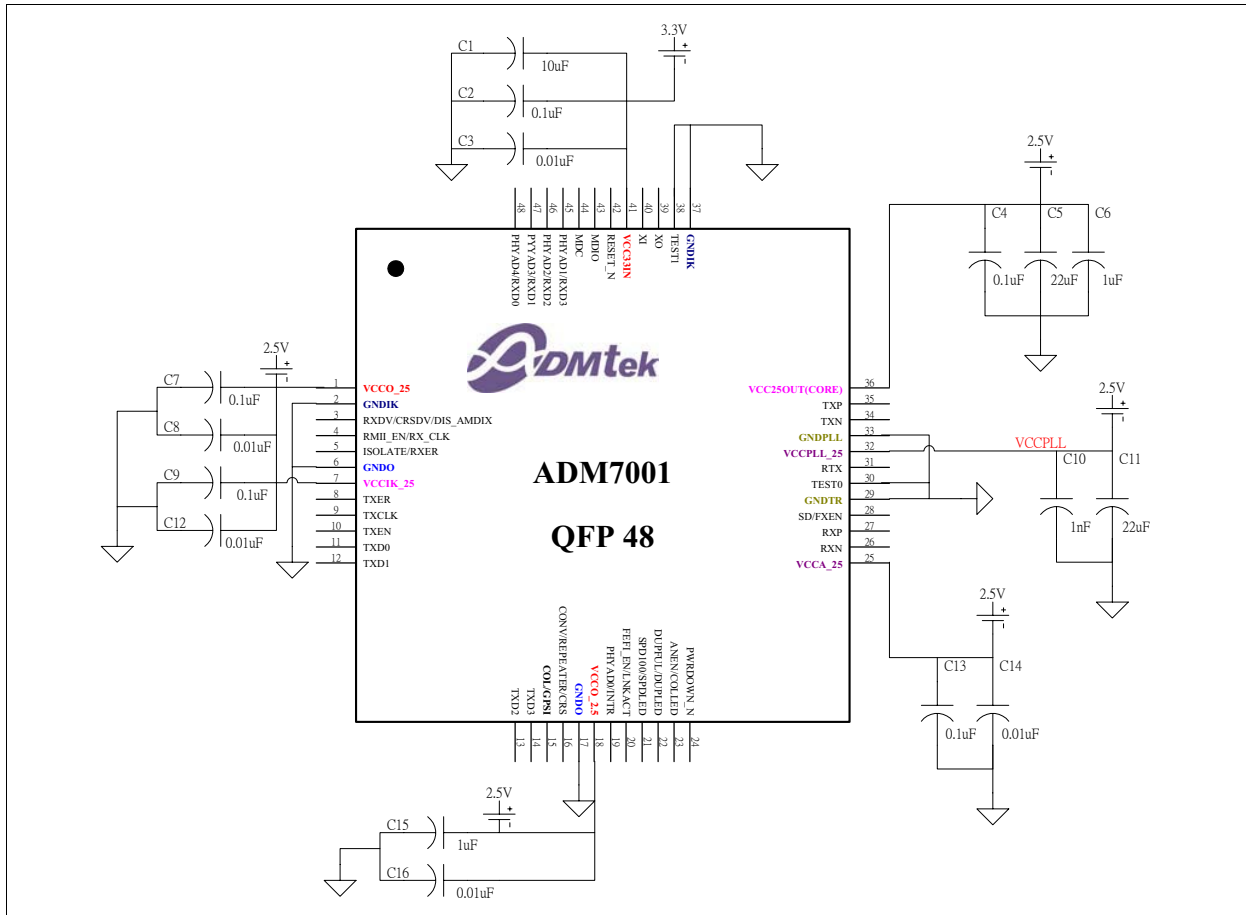 3.3V
+
-
C1
10uF
C2
0.1uF
C3
0.01uF
48
47
46
45
44
43
42
41
40
39
38
37
PHYAD4/RXD0
PYYAD3/RXD1
PHYAD2/RXD2
PHYAD1/RXD3
MDC
MDIO
RESET_N
VCC33IN
XI
XO
TEST1
GNDIK
2.5V
+
-
C4
C5
C6
0.1uF
22uF
1uF
ADMtek
ADM7001
QFP 48
2.5V
+
-
C7
0.1uF
C8
0.01uF
C9
0.1uF
C12
0.01uF
1 VCCO_25
2 GNDIK
3 RXDV/CRSDV/DIS_AMDIX
4 RMII_EN/RX_CLK
5 ISOLATE/RXER
6 GNDO
7 VCCIK_25
8 TXER
9 TXCLK
10 TXEN
11 TXD0
12 TXD1
VCC25OUT(CORE) 36
TXP 35
TXN 34
GNDPLL 33
VCCPLL_25 32
RTX 31
TEST0 30
GNDTR 29
SD/FXEN 28
RXP 27
RXN 26
VCCA_25 25
2.5V
+
-
VCCPLL
C10
C11
1nF
22uF
2.5V
+
-
C13
C14
0.1uF
0.01uF
TXD2
TXD3
COL/GPSI
CONV/REPEATER/CRS
GNDO
VCCO_2.5
PHYAD0/INTR
FEFI_EN/LNKACT
SPD100/SPDLED
DUPFUL/DUPLED
ANEN/COLLED
PWRDOWN_N
13
14
15
16
17
18
19
20
21
22
23
24
2.5V
+
-
C15
1uF
C16
0.01uF